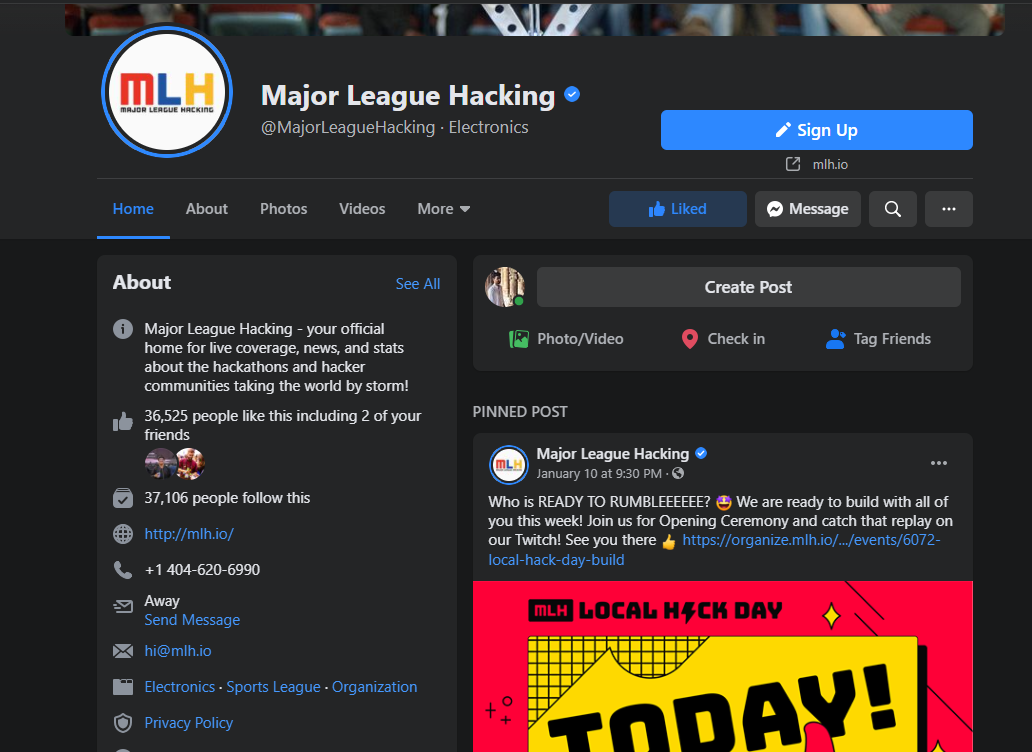 MLH
MAJOR LEAGUE HACKING
Major League Hacking
@MajorLeagueHacking · Electronics
Sign Up
mlh.io
Home
About
Photos
Videos
More
Liked
Message
About
See All
Major League Hacking - your official
home for live coverage, news, and stats
about the hackathons and hacker
communities taking the world by storm!
36,525 people like this including 2 of your
friends
37,106 people follow this
http://mlh.io/
+1 404-620-6990
Away
Send Message
hi@mlh.io
Electronics · Sports League · Organization
Privacy Policy
Create Post
Photo/Video
Check in
Tag Friends
PINNED POST
MLH
Major League Hacking
January 10 at 9:30 PM ·
Who is READY TO RUMBLEEEEEE? 🤩 We are ready to build with all of
you this week! Join us for Opening Ceremony and catch that replay on
our Twitch! See you there 👍 https://organize.mlh.io/.../events/6072-
local-hack-day-build
MLH LOCAL HACK DAY
TODAY!